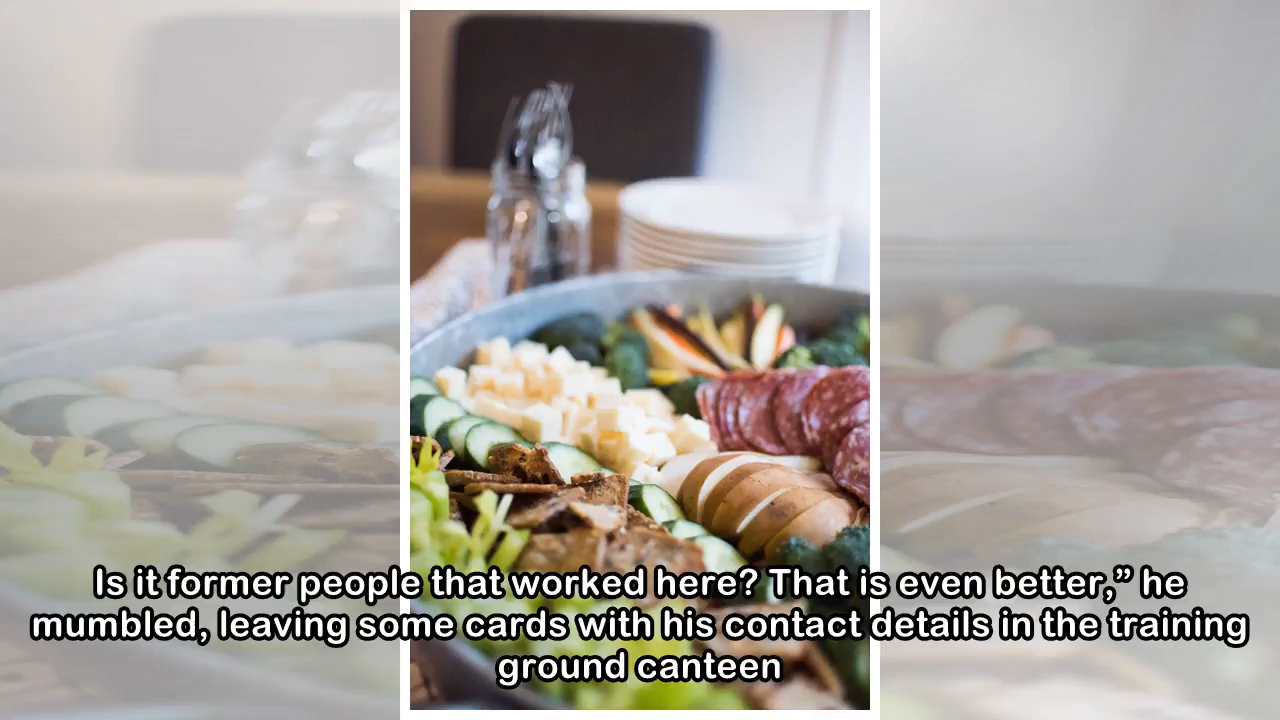 Is it former people that worked here? That is even better,” he
mumbled, leaving some cards with his contact details in the training
ground canteen